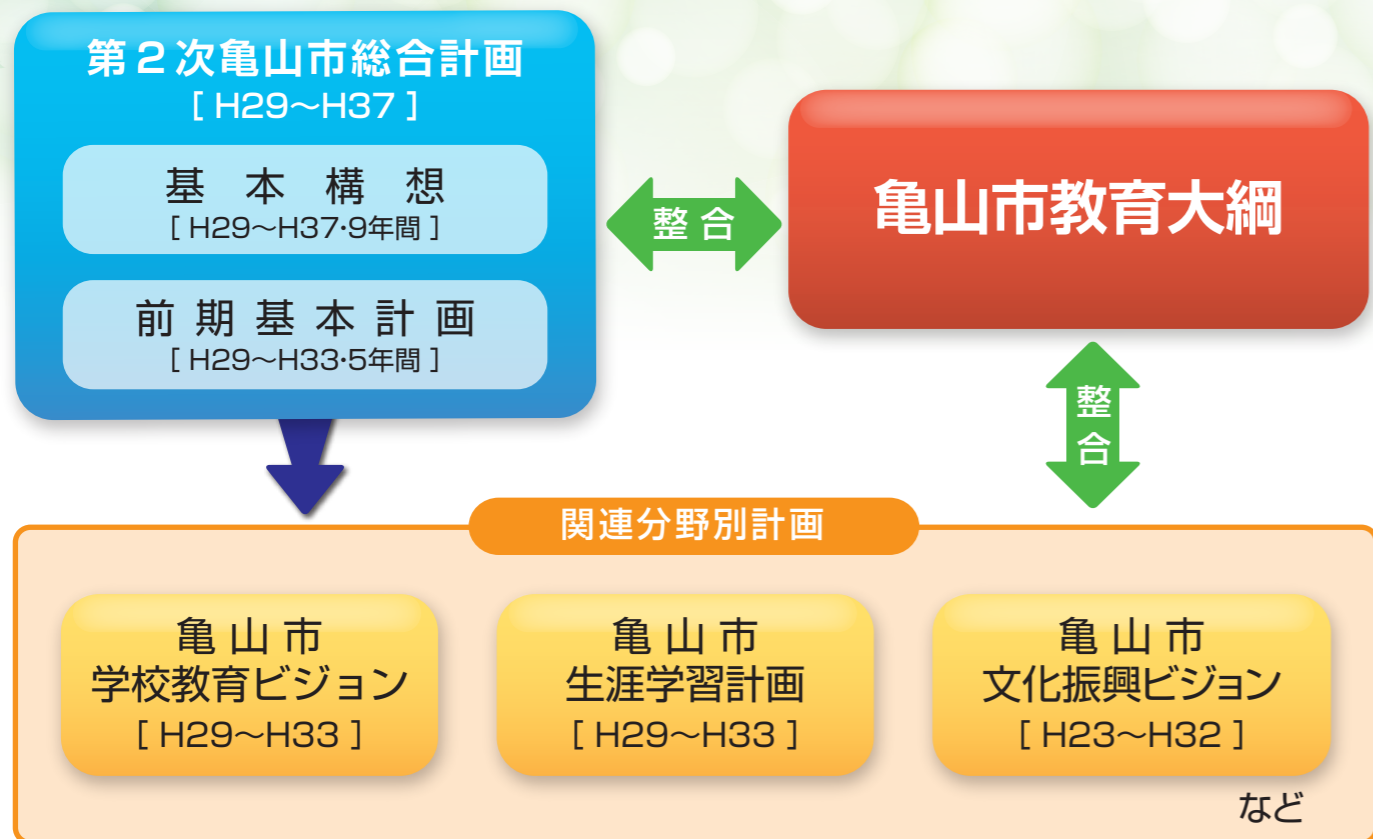 第2次亀山市総合計画
[ H29～H37 ]
基本構想
[ H29～H37・9年間 ]
前期基本計画
[ H29～H33・5年間 ]
整合
亀山市教育大綱
整合
関連分野別計画
亀山市
学校教育ビジョン
[ H29～H33 ]
亀山市
生涯学習計画
[ H29～H33 ]
亀山市
文化振興ビジョン
[ H23～H32 ]
など